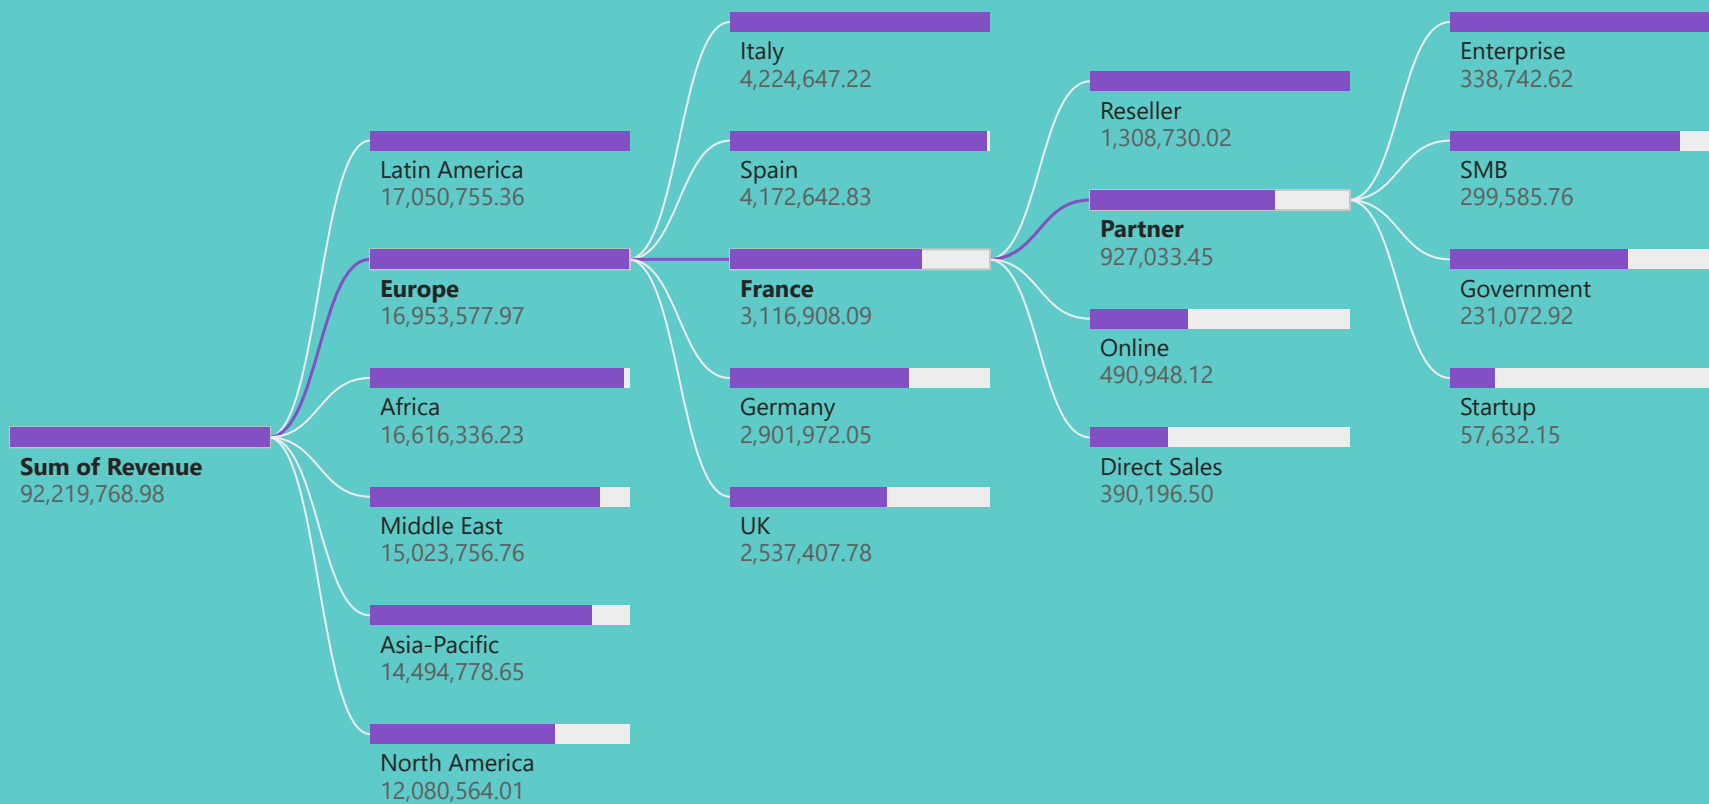 Sum of Revenue
92,219,768.98
Latin America
17,050,755.36
Europe
16,953,577.97
Africa
16,616,336.23
Middle East
15,023,756.76
Asia-Pacific
14,494,778.65
North America
12,080,564.01
Italy
4,224,647.22
Spain
4,172,642.83
France
3,116,908.09
Germany
2,901,972.05
UK
2,537,407.78
Reseller
1,308,730.02
Partner
927,033.45
Online
490,948.12
Direct Sales
390,196.50
Enterprise
338,742.62
SMB
299,585.76
Government
231,072.92
Startup
57,632.15